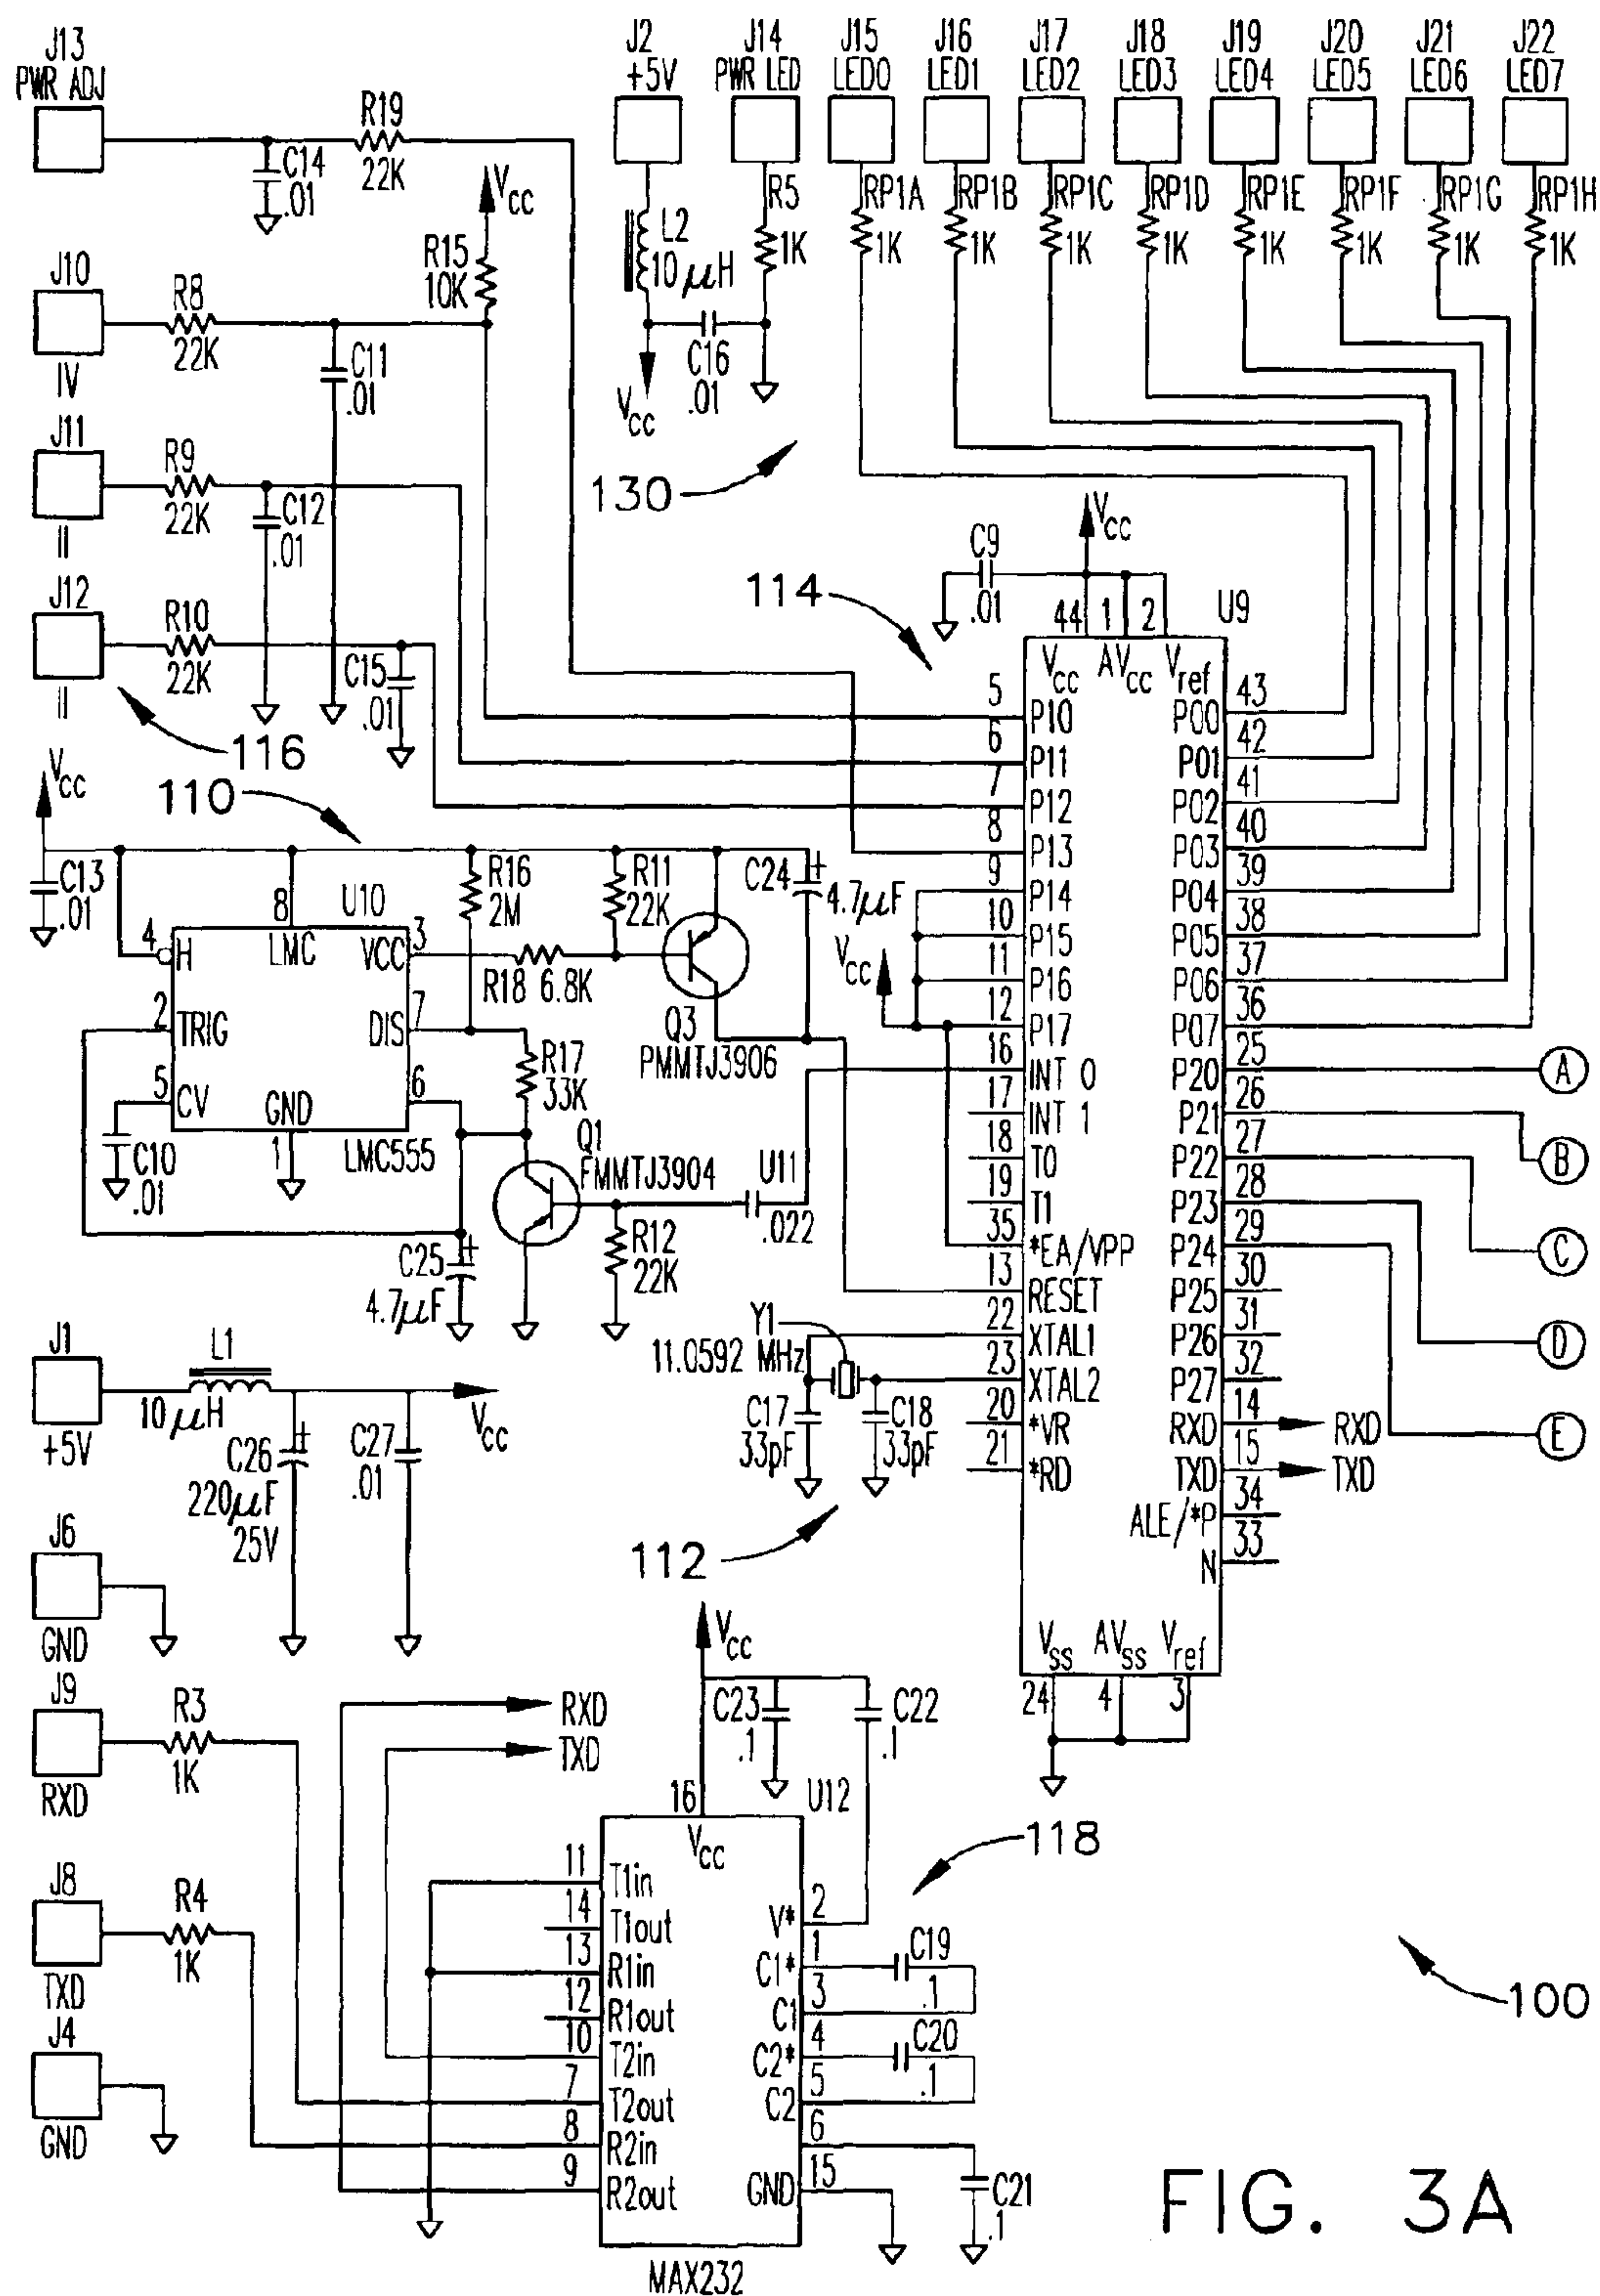 J13
PWR ADJ
R19
22K
C14
.01
J2
+5V
J14
PWR LED
J15
LED0
J16
LED1
J17
LED2
J18
LED3
J19
LED4
J20
LED5
J21
LED6
J22
LED7
Vcc
R15
10K
L2
10 μH
R5
1K
RP1A
1K
RP1B
1K
RP1C
1K
RP1D
1K
RP1E
1K
RP1F
1K
RP1G
1K
RP1H
1K
J10
IV
R8
22K
C11
.01
C16
.01
Vcc
J11
II
R9
22K
C12
.01
130
J12
II
R10
22K
C15
.01
116
114
C9
.01
Vcc
44
1
2
U9
Vcc
AVcc
Vref
5
P10
6
P11
7
P12
8
P13
9
P14
10
P15
11
P16
12
P17
16
INT 0
17
INT 1
18
T0
19
T1
35
*EA/VPP
13
RESET
22
XTAL1
23
XTAL2
20
*VR
21
*RD
43
P00
42
P01
41
P02
40
P03
39
P04
38
P05
37
P06
36
P07
25
P20
A
26
P21
B
27
P22
C
28
P23
D
29
P24
E
30
P25
31
P26
32
P27
14
RXD
RXD
15
TXD
TXD
34
ALE/*P
33
N
Vss
AVss
Vref
24
4
3
Vcc
110
C13
.01
8
U10
4
H
LMC
VCC
3
2
TRIG
DIS
7
5
CV
GND
6
1
LMC555
C10
.01
R16
2M
R11
22K
R18 6.8K
C24
+
4.7μF
Vcc
Q3
PMMTJ3906
R17
33K
Q1
FMMTJ3904
U11
.022
R12
22K
C25
+
4.7μF
Y1
11.0592 MHz
C17
33pF
C18
33pF
112
J1
+5V
L1
10 μH
C26
+
220μF
25V
C27
.01
Vcc
J6
GND
J9
RXD
R3
1K
RXD
TXD
Vcc
C23
.1
C22
.1
16
U12
Vcc
118
J8
TXD
R4
1K
J4
GND
11
T1in
14
T1out
13
R1in
12
R1out
10
T2in
7
T2out
8
R2in
9
R2out
2
V*
1
C1*
C19
.1
3
C1
4
C2*
C20
.1
5
C2
6
15
GND
C21
.1
MAX232
100
FIG. 3A